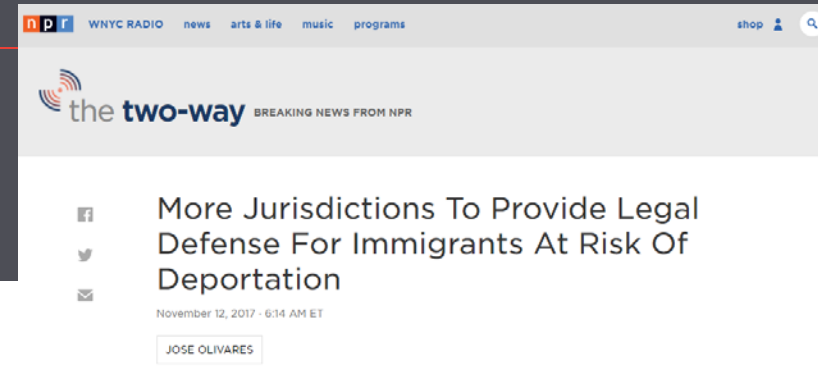 npr WNYC RADIO news arts & life music programs shop
the two-way BREAKING NEWS FROM NPR
More Jurisdictions To Provide Legal
Defense For Immigrants At Risk Of
Deportation
November 12, 2017 · 6:14 AM ET
JOSE OLIVARES